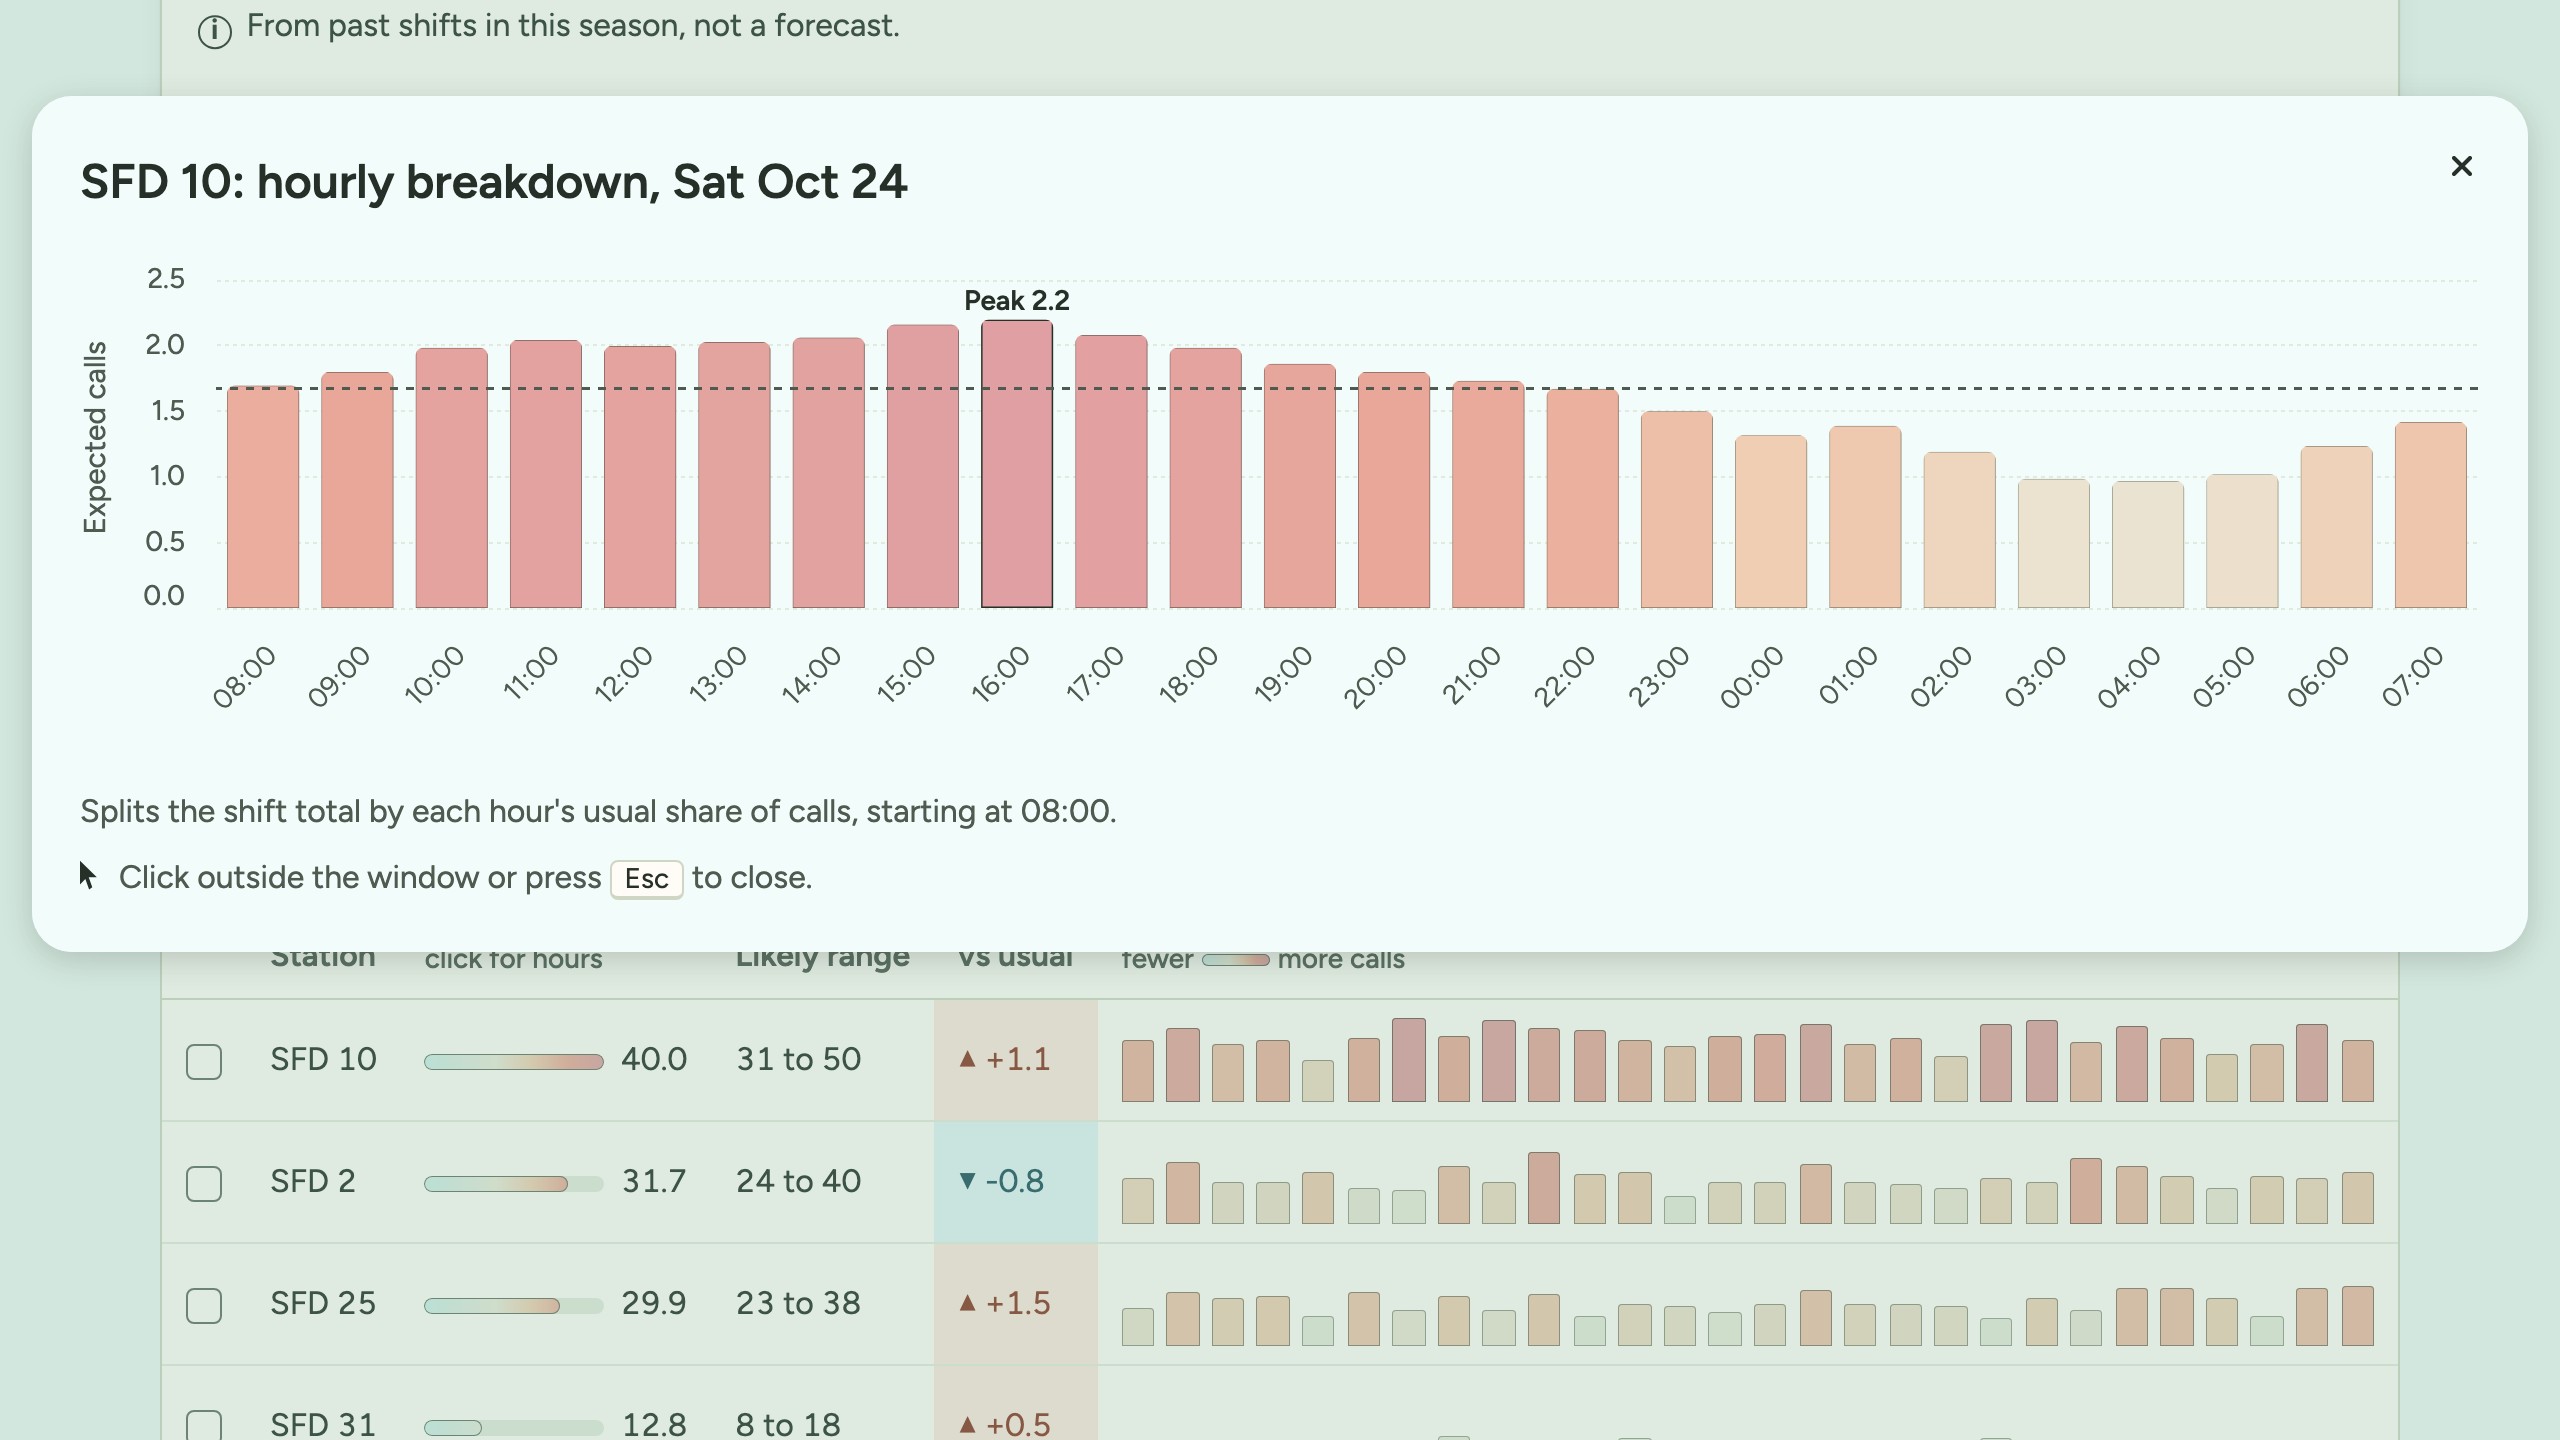 From past shifts in this season, not a forecast.
SFD 10: hourly breakdown, Sat Oct 24
Expected calls
2.5
2.0
1.5
1.0
0.5
0.0
Peak 2.2
08:00 09:00 10:00 11:00 12:00 13:00 14:00 15:00 16:00 17:00 18:00 19:00 20:00 21:00 22:00 23:00 00:00 01:00 02:00 03:00 04:00 05:00 06:00 07:00
Splits the shift total by each hour's usual share of calls, starting at 08:00.
Click outside the window or press Esc to close.
Station click for hours Likely range vs usual fewer more calls
SFD 10 40.0 31 to 50 ▲ +1.1
SFD 2 31.7 24 to 40 ▼ -0.8
SFD 25 29.9 23 to 38 ▲ +1.5
SFD 31 12.8 8 to 18 ▲ +0.5